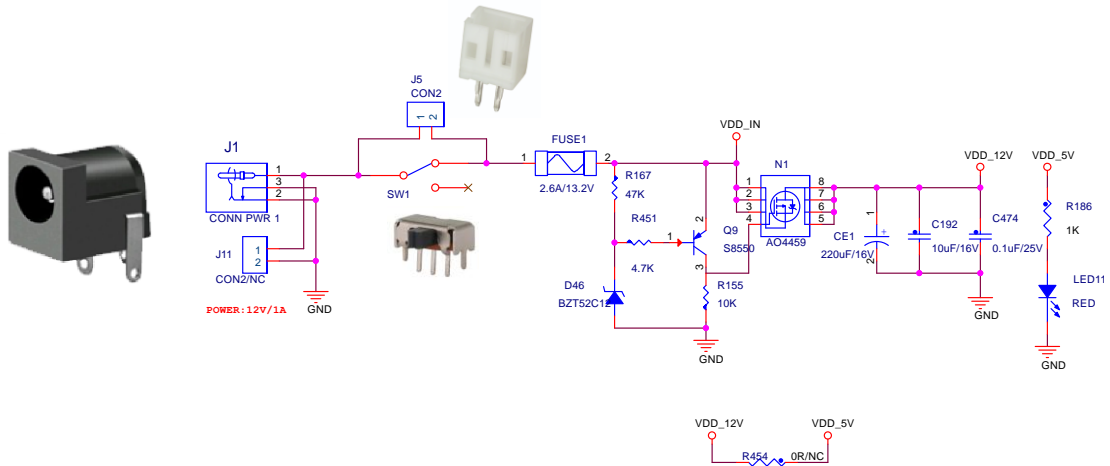 J5
CON2
1
2
J1
1
3
2
CONN PWR 1
SW1
J11
1
2
CON2/NC
POWER:12V/1A
GND
1
FUSE1
2
2.6A/13.2V
VDD_IN
R167
47K
R451
1
4.7K
2
Q9
S8550
3
D46
BZT52C12
R155
10K
GND
N1
1
2
3
4
8
7
6
5
AO4459
1
CE1
220uF/16V
2
C192
10uF/16V
VDD_12V
C474
0.1uF/25V
GND
VDD_5V
R186
1K
LED11
RED
GND
VDD_12V
VDD_5V
R454
0R/NC